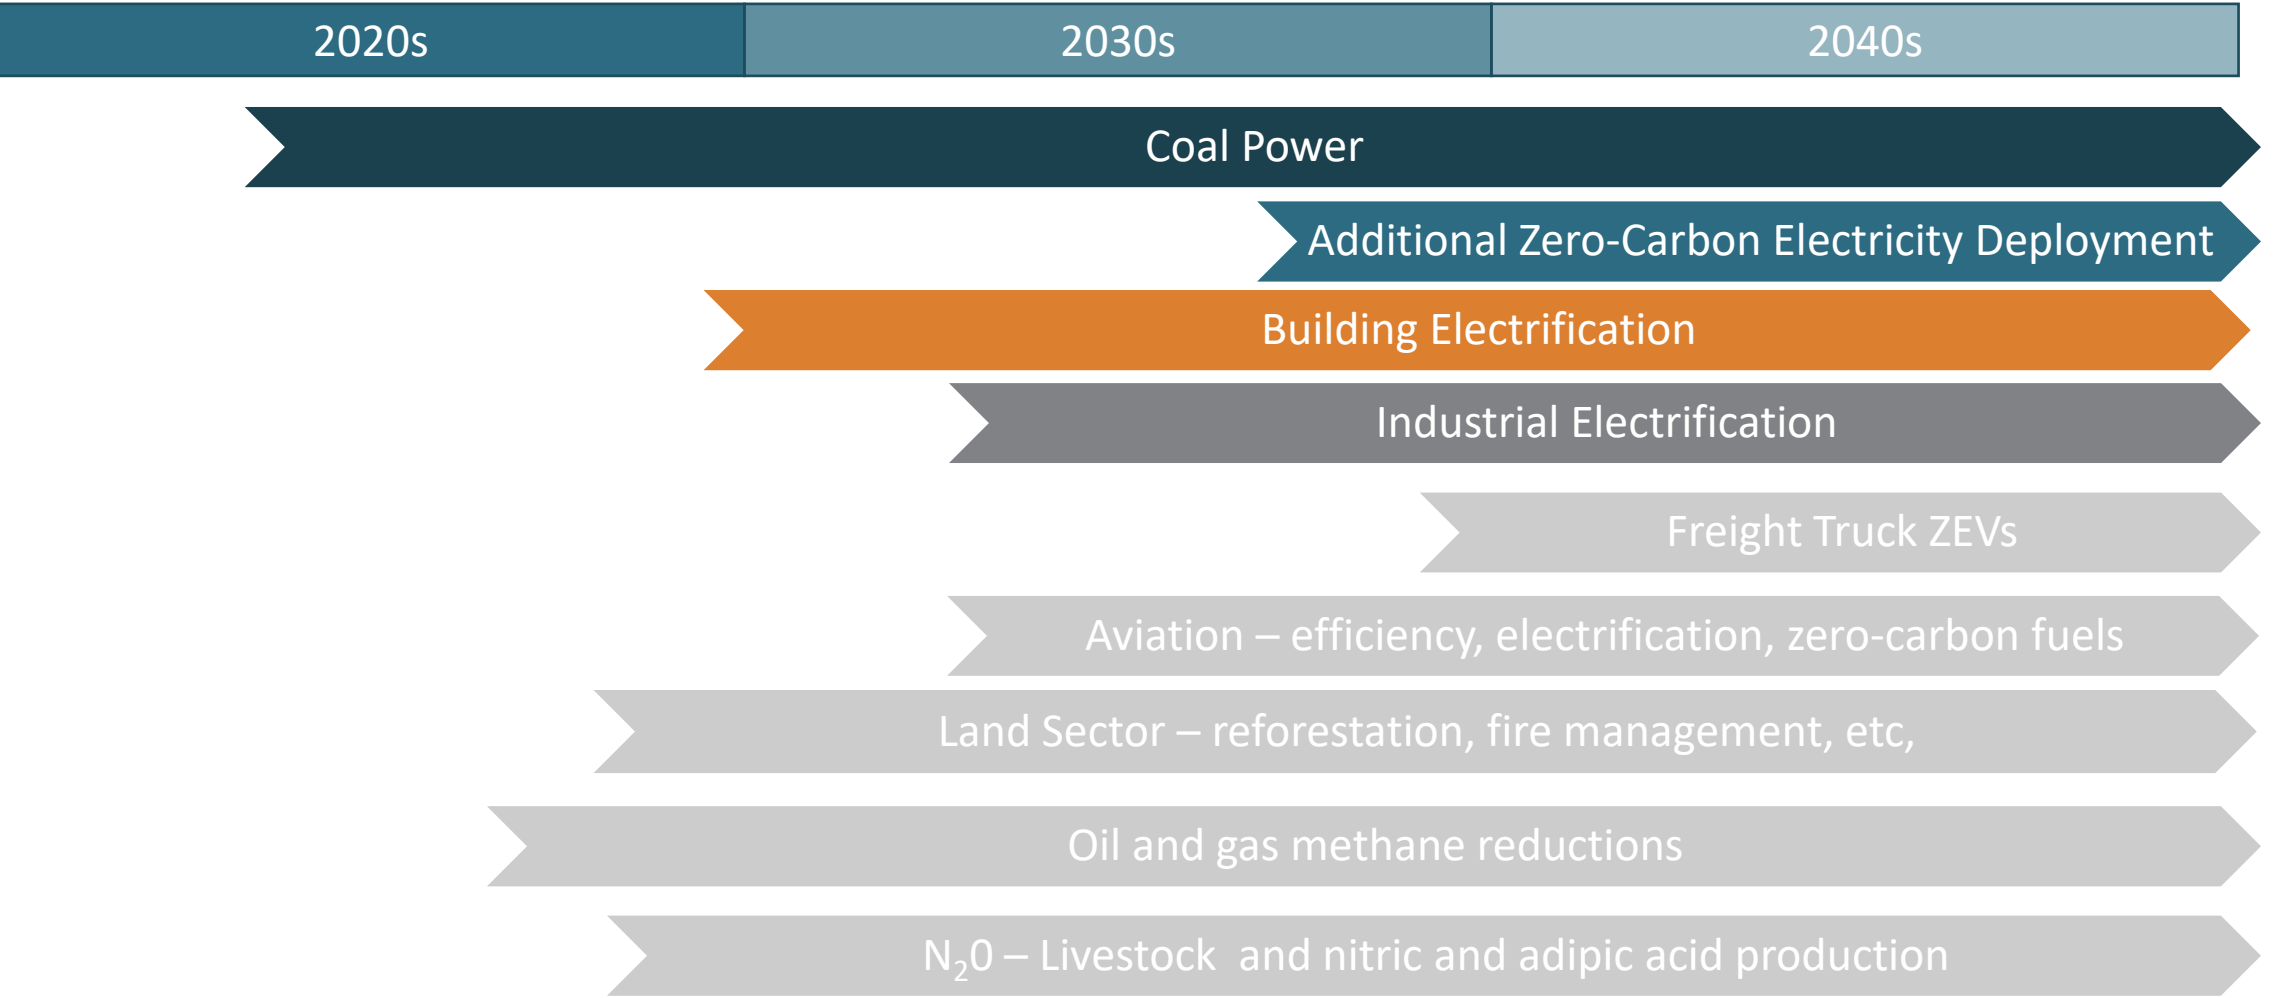 2020s 2030s 2040s
Coal Power
Additional Zero-Carbon Electricity Deployment
Building Electrification
Industrial Electrification
Freight Truck ZEVs
Aviation – efficiency, electrification, zero-carbon fuels
Land Sector – reforestation, fire management, etc,
Oil and gas methane reductions
N₂0 – Livestock  and nitric and adipic acid production